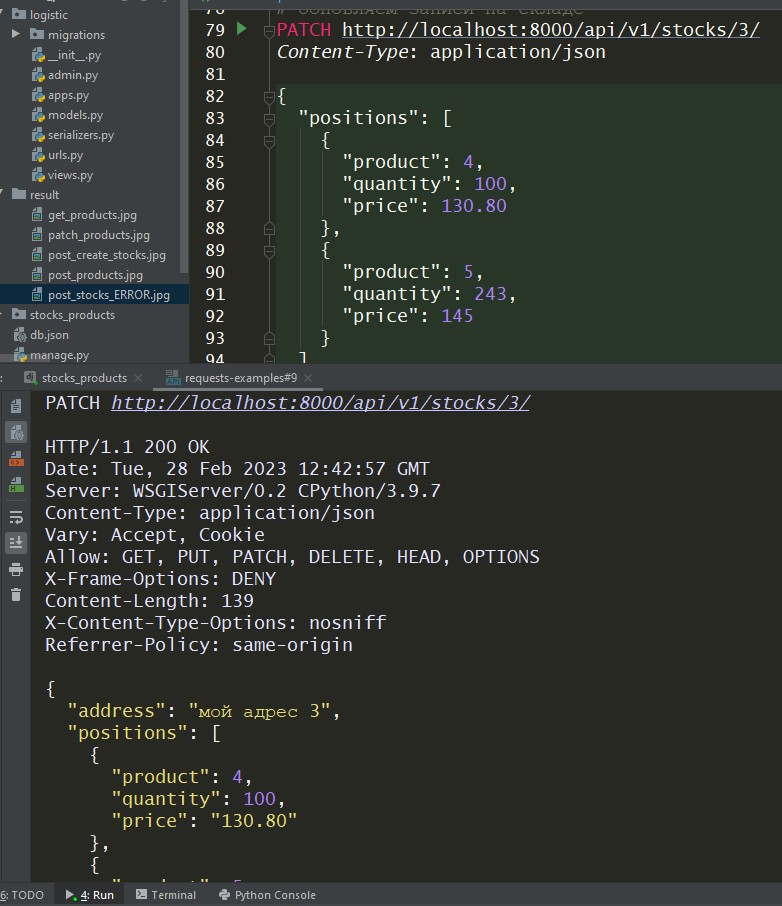 logistic
migrations
__init__.py
admin.py
apps.py
models.py
serializers.py
urls.py
views.py
result
get_products.jpg
patch_products.jpg
post_create_stocks.jpg
post_products.jpg
post_stocks_ERROR.jpg
stocks_products
db.json
manage.py
78 # Обновляем записи на складе
79 PATCH http://localhost:8000/api/v1/stocks/3/
80 Content-Type: application/json
81
82 {
83 "positions": [
84 {
85 "product": 4,
86 "quantity": 100,
87 "price": 130.80
88 },
89 {
90 "product": 5,
91 "quantity": 243,
92 "price": 145
93 }
94 ]
: stocks_products × requests-examples#9 ×
PATCH http://localhost:8000/api/v1/stocks/3/
HTTP/1.1 200 OK
Date: Tue, 28 Feb 2023 12:42:57 GMT
Server: WSGIServer/0.2 CPython/3.9.7
Content-Type: application/json
Vary: Accept, Cookie
Allow: GET, PUT, PATCH, DELETE, HEAD, OPTIONS
X-Frame-Options: DENY
Content-Length: 139
X-Content-Type-Options: nosniff
Referrer-Policy: same-origin
{
"address": "мой адрес 3",
"positions": [
{
"product": 4,
"quantity": 100,
"price": "130.80"
},
{
6: TODO 4: Run Terminal Python Console